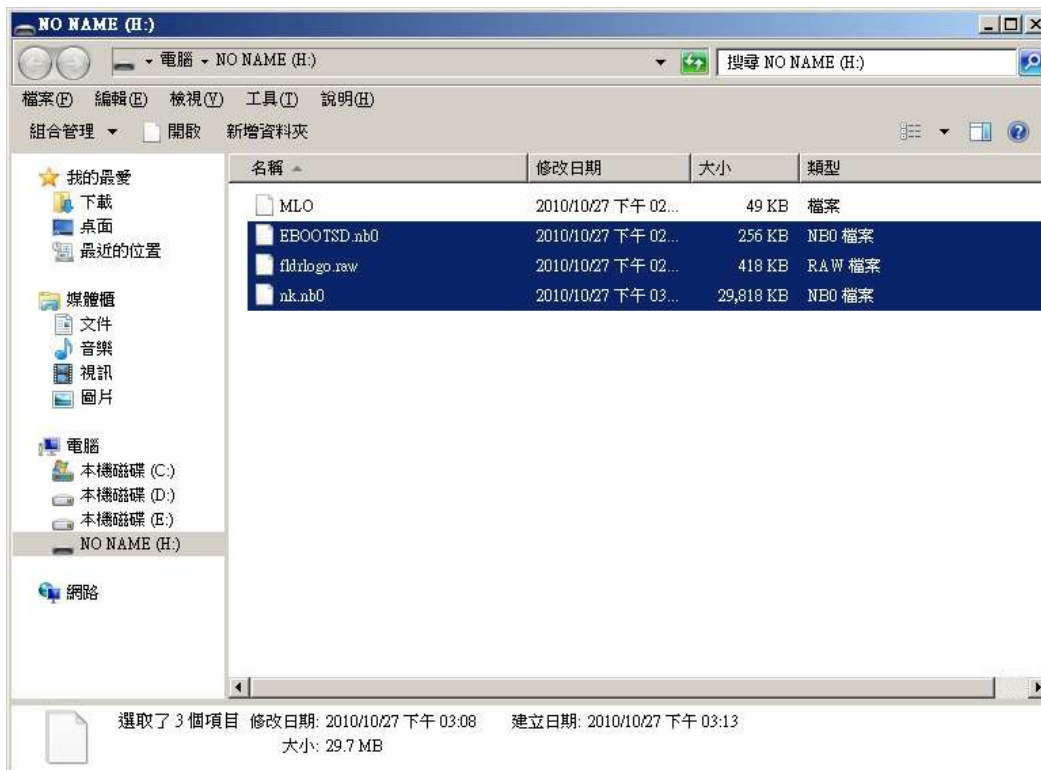 NO NAME (H:)
電腦 NO NAME (H:) 搜尋 NO NAME (H:)
檔案(F) 編輯(E) 檢視(V) 工具(T) 說明(H)
組合管理 開啟 新增資料夾
我的最愛
下載
桌面
最近的位置
媒體櫃
文件
音樂
視訊
圖片
電腦
本機磁碟 (C:)
本機磁碟 (D:)
本機磁碟 (E:)
NO NAME (H:)
網路
名稱 修改日期 大小 類型
MLO 2010/10/27 下午 02... 49 KB 檔案
EBOOTSD.nb0 2010/10/27 下午 02... 256 KB NB0 檔案
fldrlogo.raw 2010/10/27 下午 02... 418 KB RAW 檔案
nk.nb0 2010/10/27 下午 03... 29,818 KB NB0 檔案
選取了 3 個項目 修改日期: 2010/10/27 下午 03:08 建立日期: 2010/10/27 下午 03:13
大小: 29.7 MB